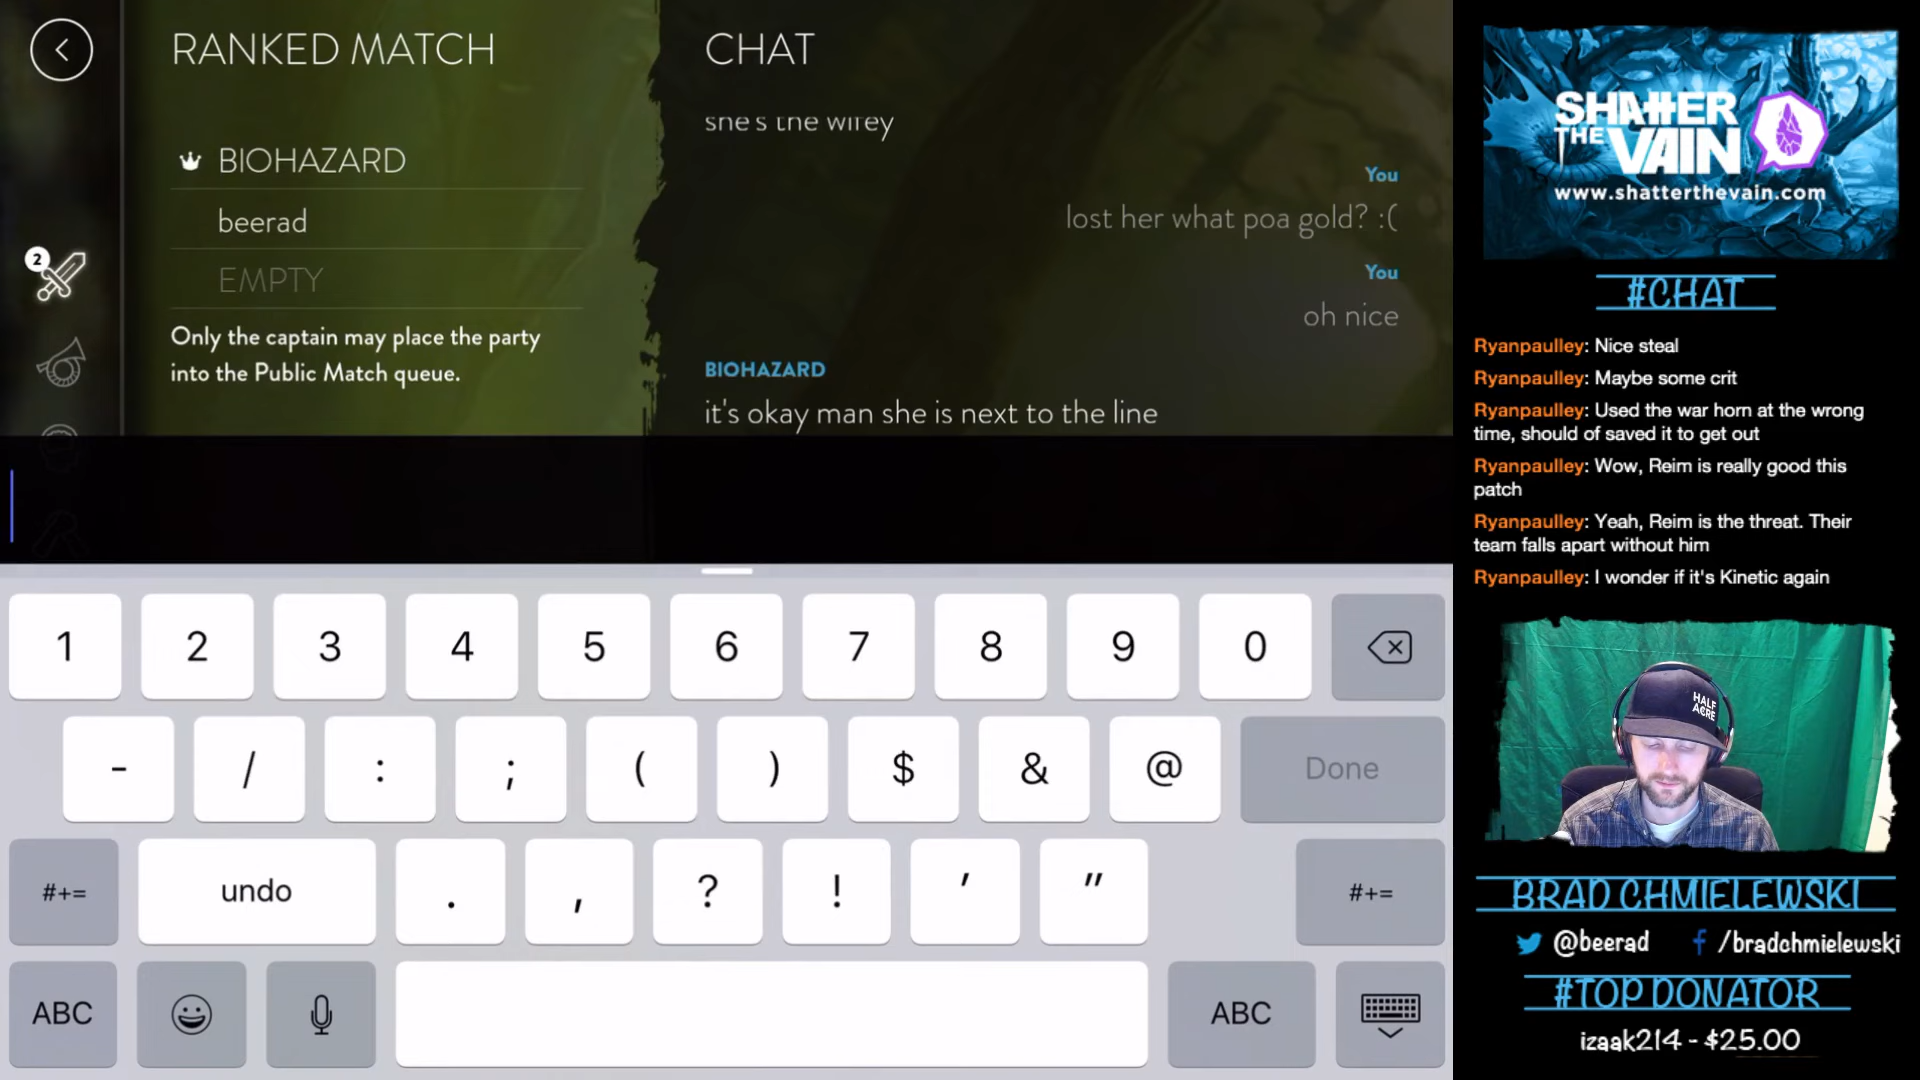 RANKED MATCH
BIOHAZARD
beerad
EMPTY
Only the captain may place the party
into the Public Match queue.
2
CHAT
she's the wifey
You
lost her what poa gold? :(
You
oh nice
BIOHAZARD
it's okay man she is next to the line
1 2 3 4 5 6 7 8 9 0
- / : ; ( ) $ & @ Done
#+= undo . , ? ! ' " #+=
ABC ABC
SHATTER
THE VAIN
www.shatterthevain.com
#CHAT
Ryanpaulley: Nice steal
Ryanpaulley: Maybe some crit
Ryanpaulley: Used the war horn at the wrong
time, should of saved it to get out
Ryanpaulley: Wow, Reim is really good this
patch
Ryanpaulley: Yeah, Reim is the threat. Their
team falls apart without him
Ryanpaulley: I wonder if it's Kinetic again
HALF
ACRE
BRAD CHMIELEWSKI
@beerad f /bradchmielewski
#TOP DONATOR
izaak214 - $25.00